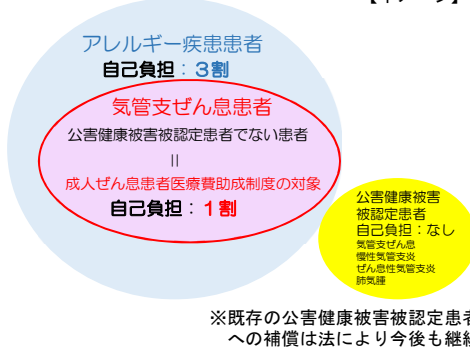 アレルギー疾患患者
自己負担：３割
気管支ぜん息患者
公害健康被害被認定患者でない患者
＝
成人ぜん息患者医療費助成制度の対象
自己負担：１割
公害健康被害
被認定患者
自己負担：なし
気管支ぜん息
慢性気管支炎
ぜん息性気管支炎
肺気腫
※既存の公害健康被害被認定患者
への補償は法により今後も継続